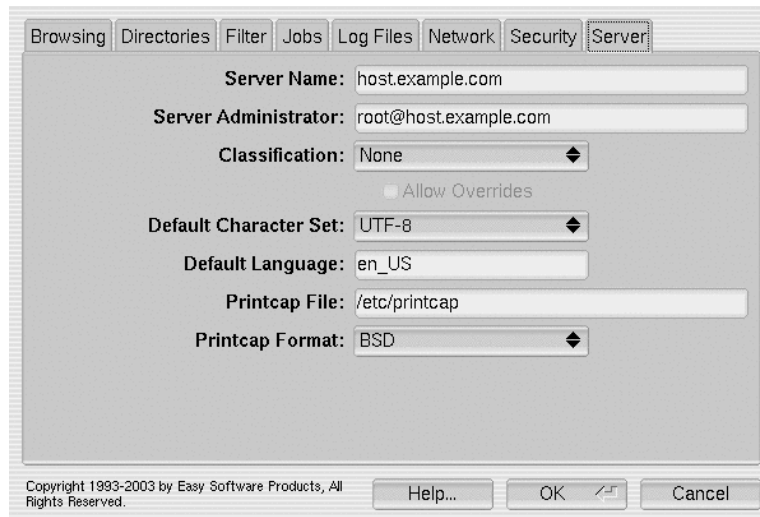 Browsing Directories Filter Jobs Log Files Network Security Server
Server Name: host.example.com
Server Administrator: root@host.example.com
Classification: None
Allow Overrides
Default Character Set: UTF-8
Default Language: en_US
Printcap File: /etc/printcap
Printcap Format: BSD
Copyright 1993-2003 by Easy Software Products, All
Rights Reserved.
Help... OK Cancel